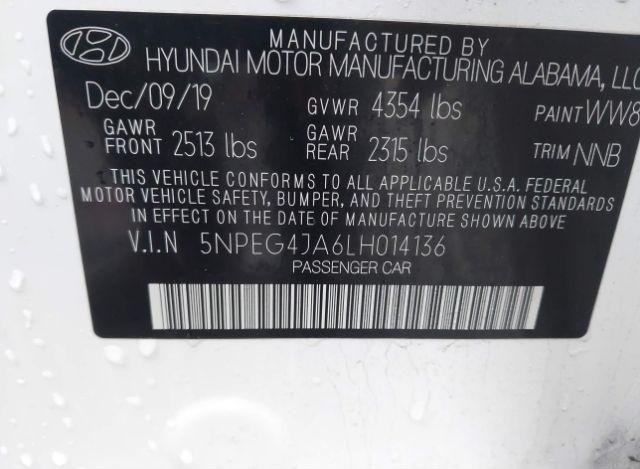 MANUFACTURED BY
HYUNDAI MOTOR MANUFACTURING ALABAMA, LLC
Dec/09/19 GVWR 4354 lbs PAINT WW8
GAWR FRONT 2513 lbs GAWR REAR 2315 lbs TRIM NNB
THIS VEHICLE CONFORMS TO ALL APPLICABLE U.S.A. FEDERAL
MOTOR VEHICLE SAFETY, BUMPER, AND THEFT PREVENTION STANDARDS
IN EFFECT ON THE DATE OF MANUFACTURE SHOWN ABOVE
V.I.N 5NPEG4JA6LH014136
PASSENGER CAR